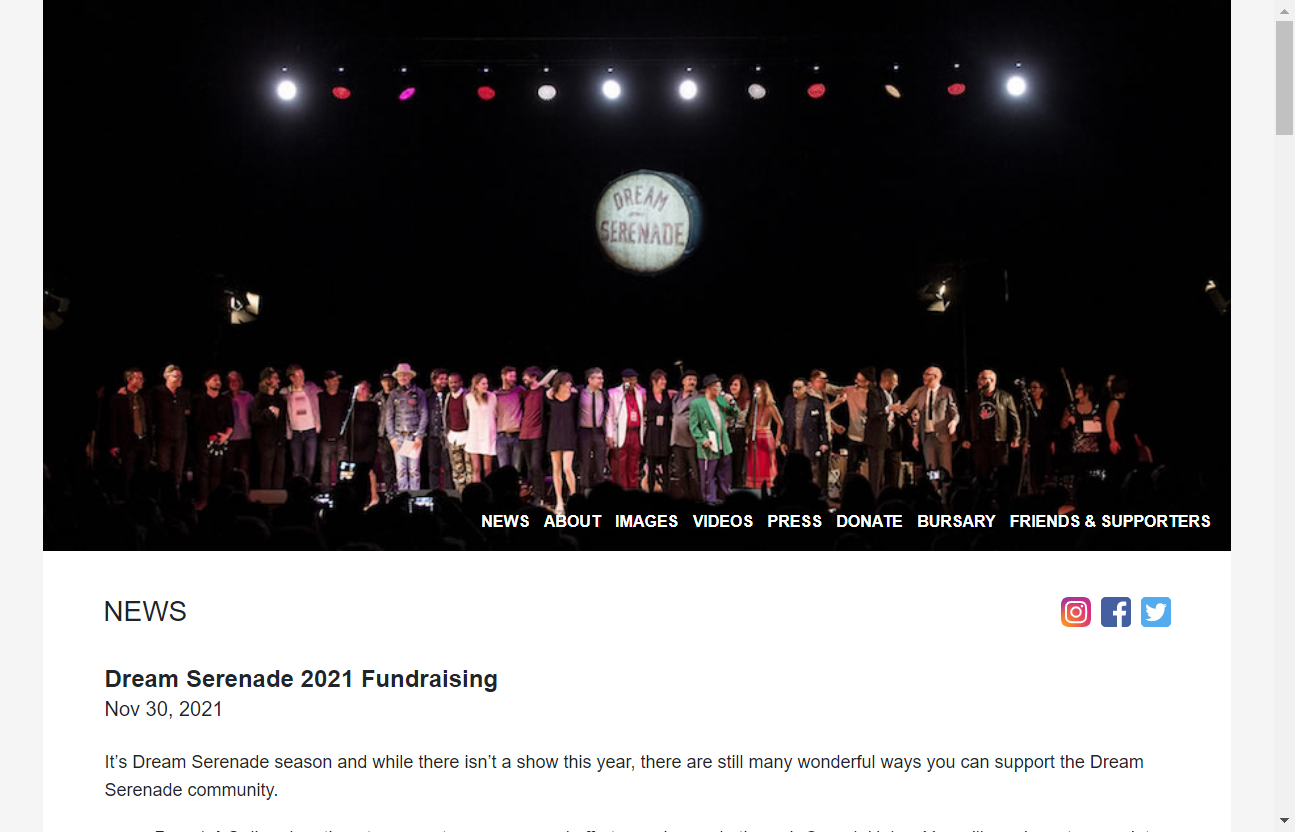 DREAM
SERENADE
NEWS ABOUT IMAGES VIDEOS PRESS DONATE BURSARY FRIENDS & SUPPORTERS
NEWS
Dream Serenade 2021 Fundraising
Nov 30, 2021
It’s Dream Serenade season and while there isn’t a show this year, there are still many wonderful ways you can support the Dream
Serenade community.